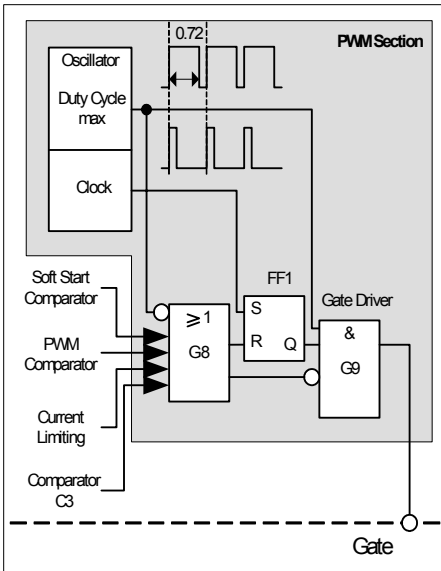 0.72
PWM Section
Oscillator
Duty Cycle
max
Clock
Soft Start
Comparator
FF1
Gate Driver
S
≥1
&
PWM
Comparator
G8
R
Q
G9
Current
Limiting
Comparator
C3
Gate